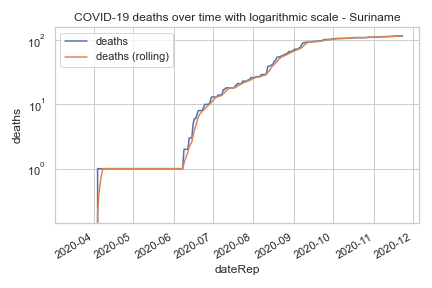 COVID-19 deaths over time with logarithmic scale - Suriname
deaths
deaths (rolling)
10²
10¹
10⁰
deaths
2020-04
2020-05
2020-06
2020-07
2020-08
2020-09
2020-10
2020-11
2020-12
dateRep